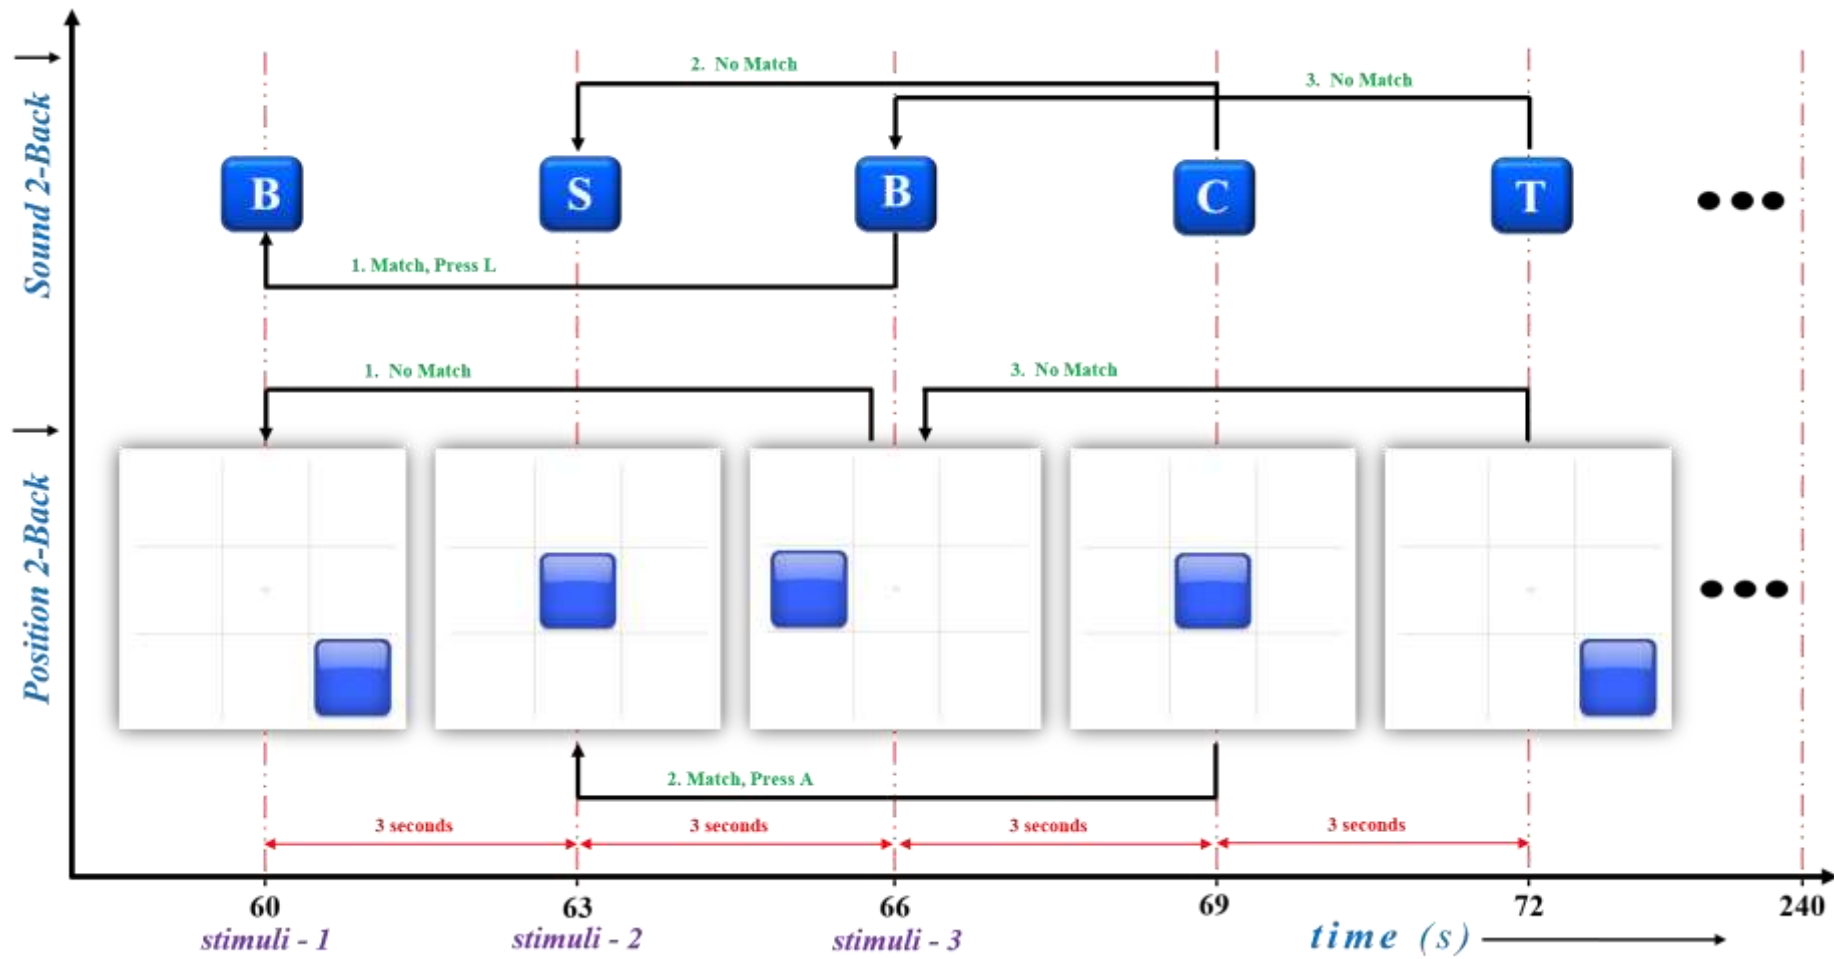 Sound 2-Back
2. No Match
3. No Match
B
S
B
C
T
1. Match, Press L
Position 2-Back
1. No Match
3. No Match
2. Match, Press A
3 seconds
3 seconds
3 seconds
3 seconds
60
63
66
69
72
240
stimuli - 1
stimuli - 2
stimuli - 3
time (s)